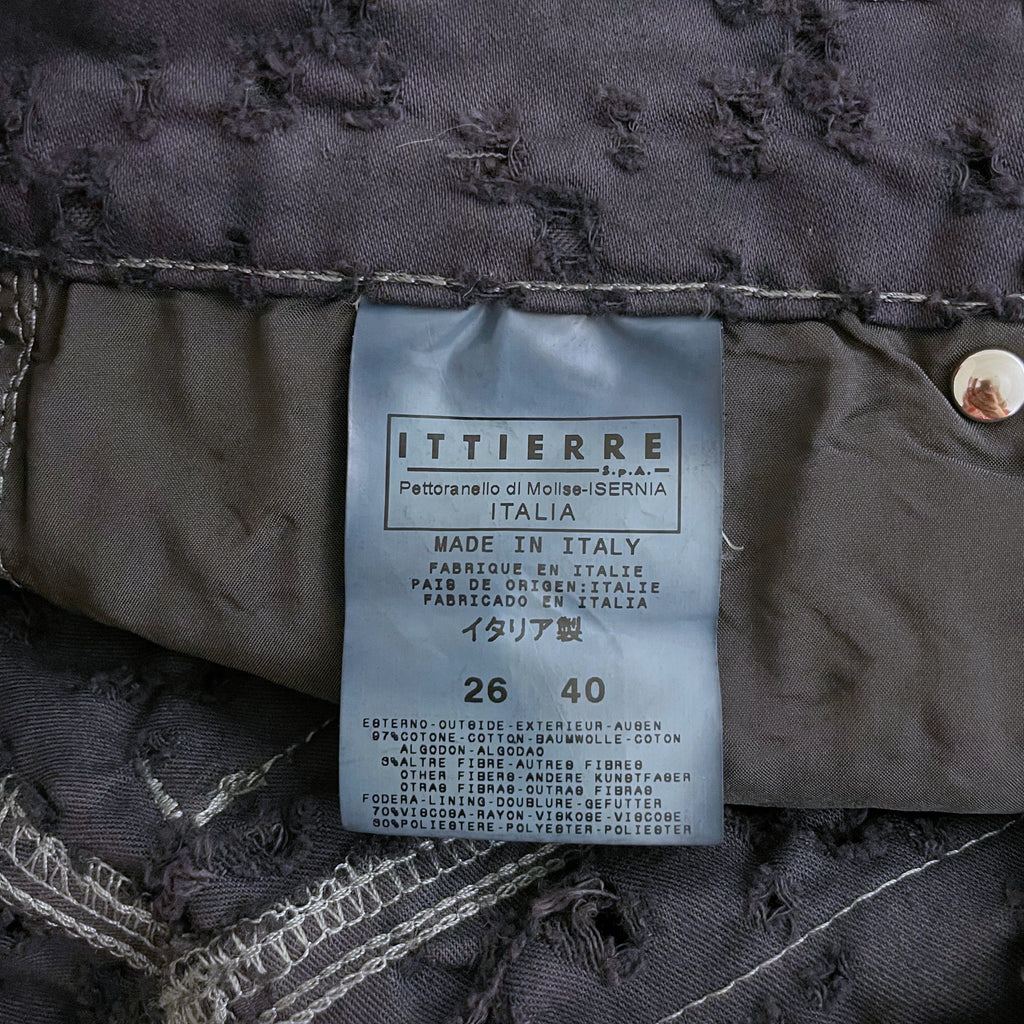 ITTIERRE
S.p.A.
Pettoranello di Molise-ISERNIA
ITALIA
MADE IN ITALY
FABRIQUE EN ITALIE
PAIS DE ORIGEN:ITALIE
FABRICADO EN ITALIA
イタリア製
26 40
ESTERNO-OUTSIDE-EXTERIEUR-AUSEN
97%COTONE-COTTON-BAUMWOLLE-COTON
ALGODON-ALGODAO
3%ALTRE FIBRE-AUTRES FIBRES
OTHER FIBERS-ANDERE KUNSTFASER
OTRAS FIBRAS-OUTRAS FIBRAS
FODERA-LINING-DOUBLURE-GEFUTTER
70%VISCOSA-RAYON-VISKOSE-VISCOSE
30%POLIESTERE-POLYESTER-POLIESTER